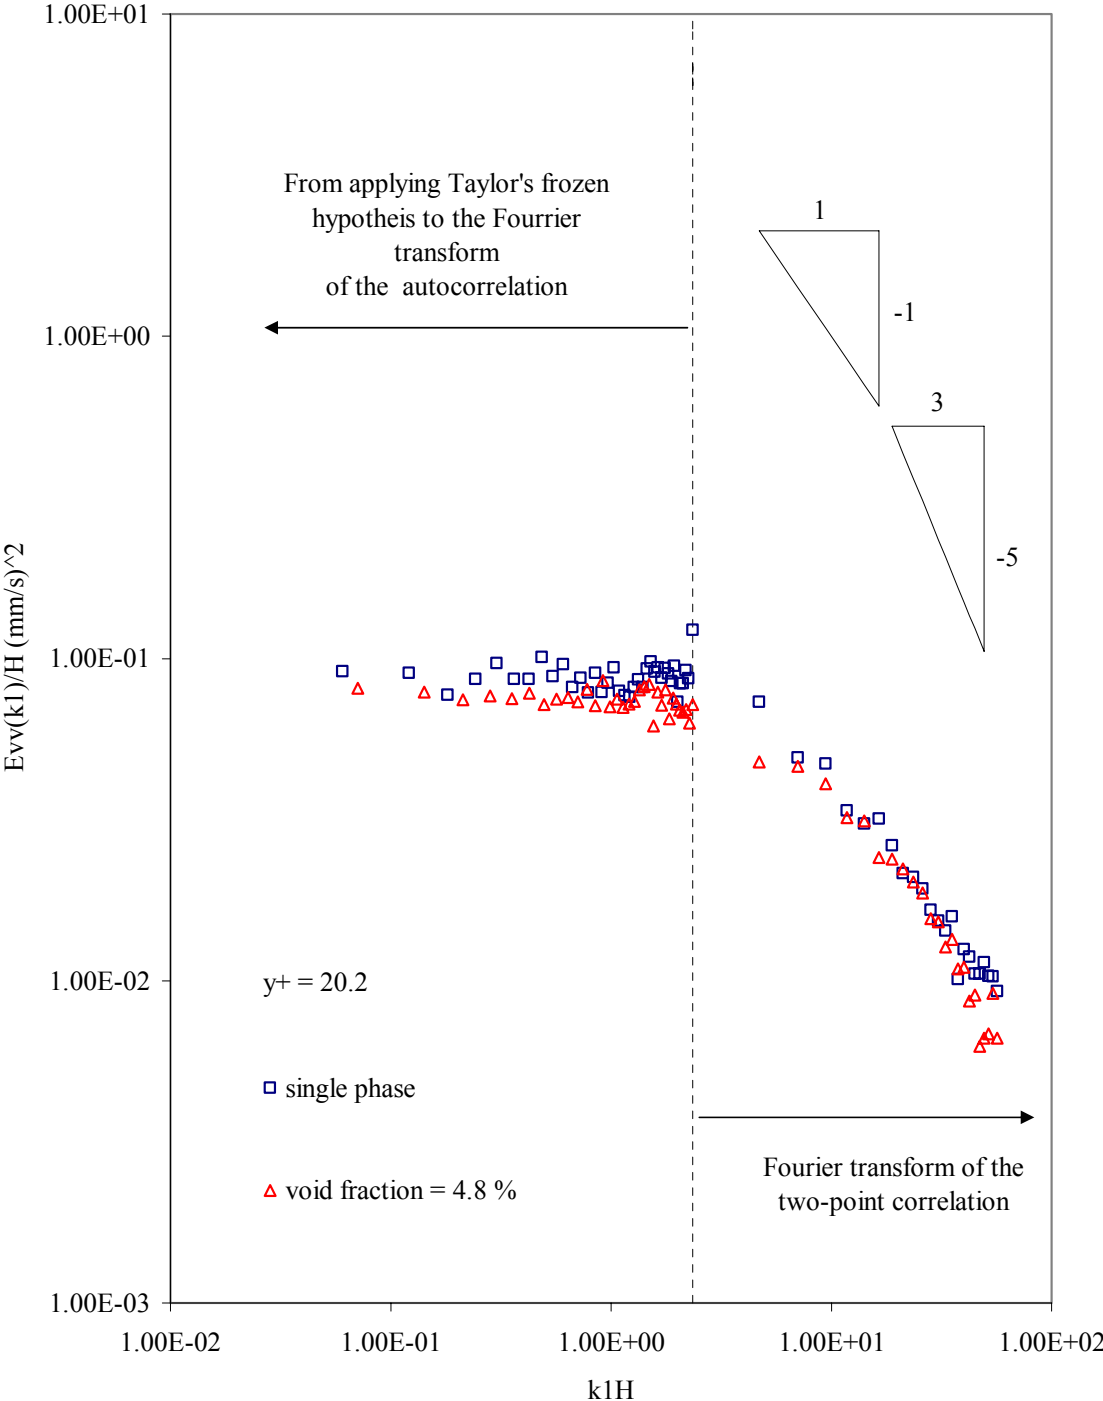 1.00E+01
From applying Taylor's frozen
hypotheis to the Fourrier
transform
of the autocorrelation
1
-1
1.00E+00
3
-5
Evv(k1)/H (mm/s)^2
1.00E-01
1.00E-02
y+ = 20.2
single phase
void fraction = 4.8 %
Fourier transform of the
two-point correlation
1.00E-03
1.00E-02
1.00E-01
1.00E+00
1.00E+01
1.00E+02
k1H